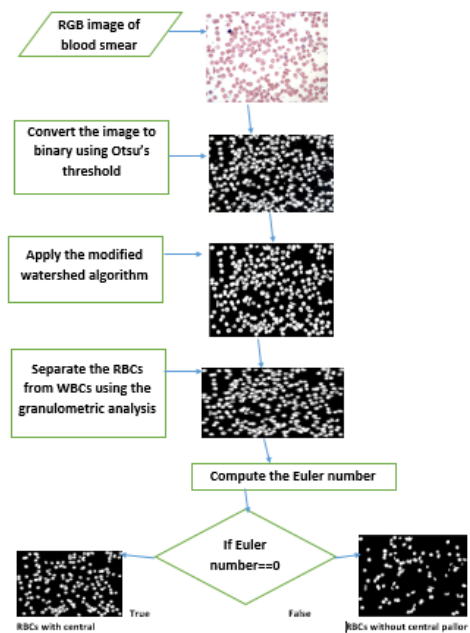 RGB image of
blood smear
Convert the image to
binary using Otsu's
threshold
Apply the modified
watershed algorithm
Separate the RBCs
from WBCs using the
granulometric analysis
Compute the Euler number
If Euler
number==0
True
False
RBCs with central
RBCs without central pallor